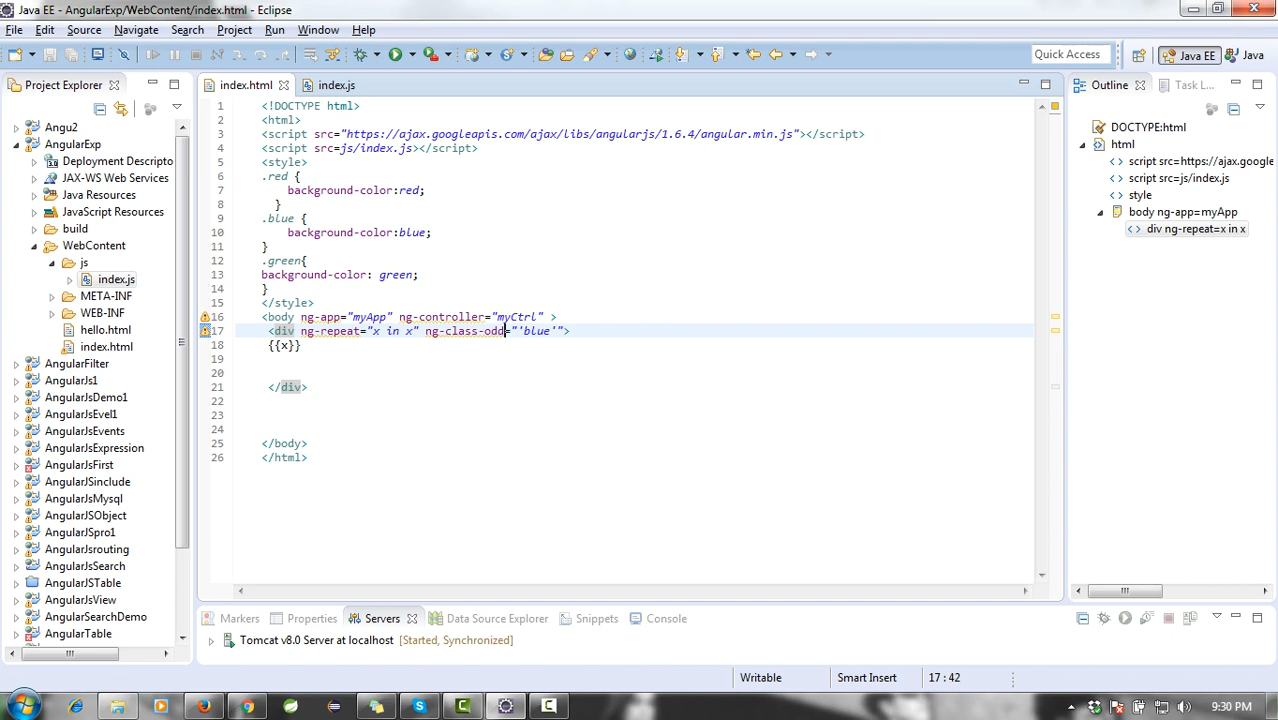 Java EE - AngularExp/WebContent/index.html - Eclipse
File Edit Source Navigate Search Project Run Window Help
Quick Access
Java EE
Java
Project Explorer
index.html
index.js
Outline
Task L...
Angu2
AngularExp
Deployment Descripto
JAX-WS Web Services
Java Resources
JavaScript Resources
build
WebContent
js
index.js
META-INF
WEB-INF
hello.html
index.html
AngularFilter
AngularJs1
AngularJsDemo1
AngularJsEvel1
AngularJsEvents
AngularJsExpression
AngularJsFirst
AngularJSinclude
AngularJsMysql
AngularJSObject
AngularJSpro1
AngularJsrouting
AngularJsSearch
AngularJSTable
AngularJsView
AngularSearchDemo
AngularTable
1 <!DOCTYPE html>
2 <html>
3 <script src="https://ajax.googleapis.com/ajax/libs/angularjs/1.6.4/angular.min.js"></script>
4 <script src=js/index.js></script>
5 <style>
6 .red {
7 background-color:red;
8 }
9 .blue {
10 background-color:blue;
11 }
12 .green{
13 background-color: green;
14 }
15 </style>
16 <body ng-app="myApp" ng-controller="myCtrl" >
17 <div ng-repeat="x in x" ng-class-odd="'blue'">
18 {{x}}
19
20
21 </div>
22
23
24
25 </body>
26 </html>
DOCTYPE:html
html
script src=https://ajax.google
script src=js/index.js
style
body ng-app=myApp
div ng-repeat=x in x
Markers
Properties
Servers
Data Source Explorer
Snippets
Console
Tomcat v8.0 Server at localhost [Started, Synchronized]
Writable
Smart Insert
17 : 42
9:30 PM